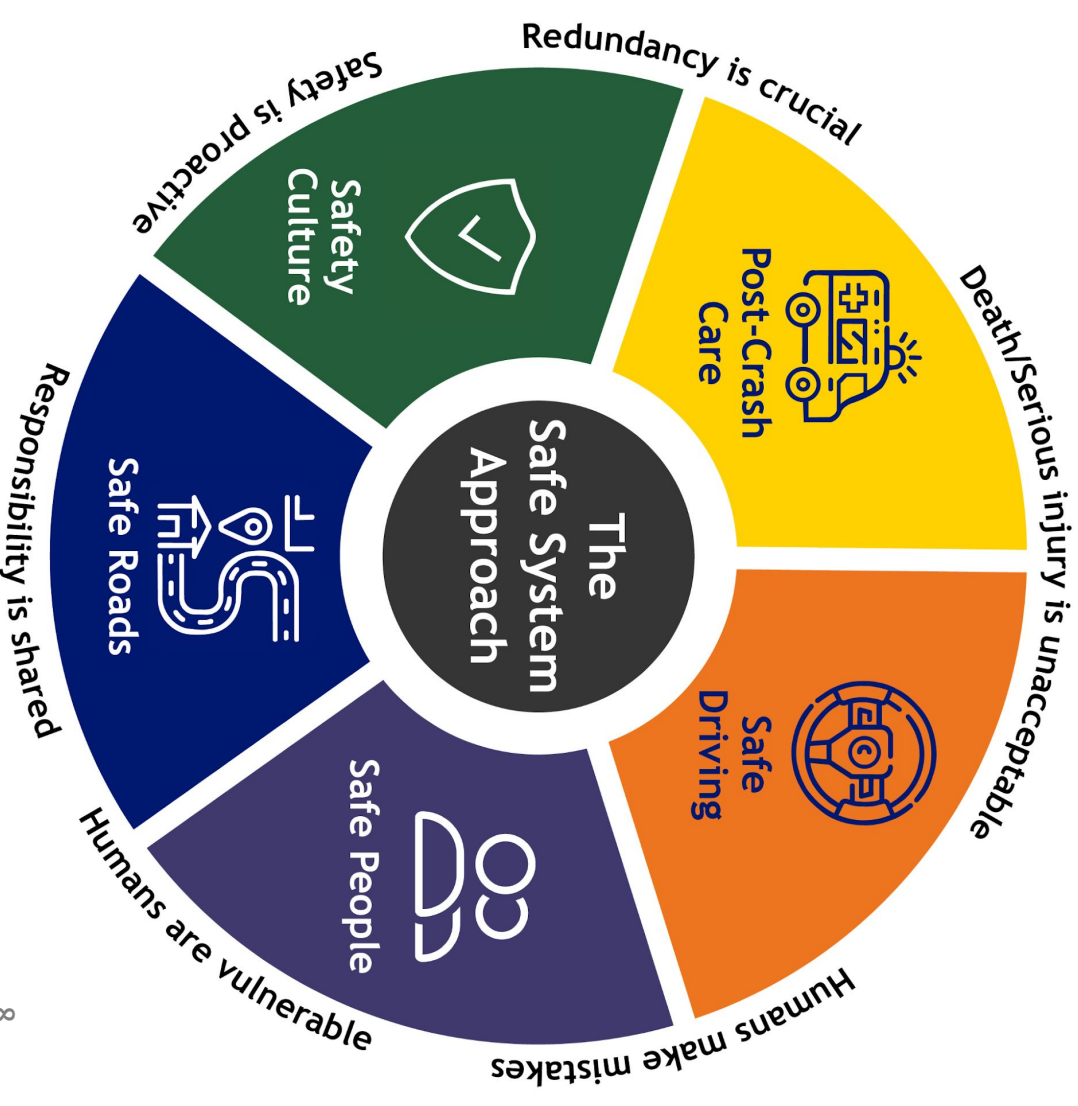 Death/Serious injury is unacceptable
Humans make mistakes
Humans are vulnerable
Responsibility is shared
Safety is proactive
Redundancy is crucial
The
Safe System
Approach
Post-Crash
Care
Safe
Driving
Safe People
Safe Roads
Safety
Culture
8